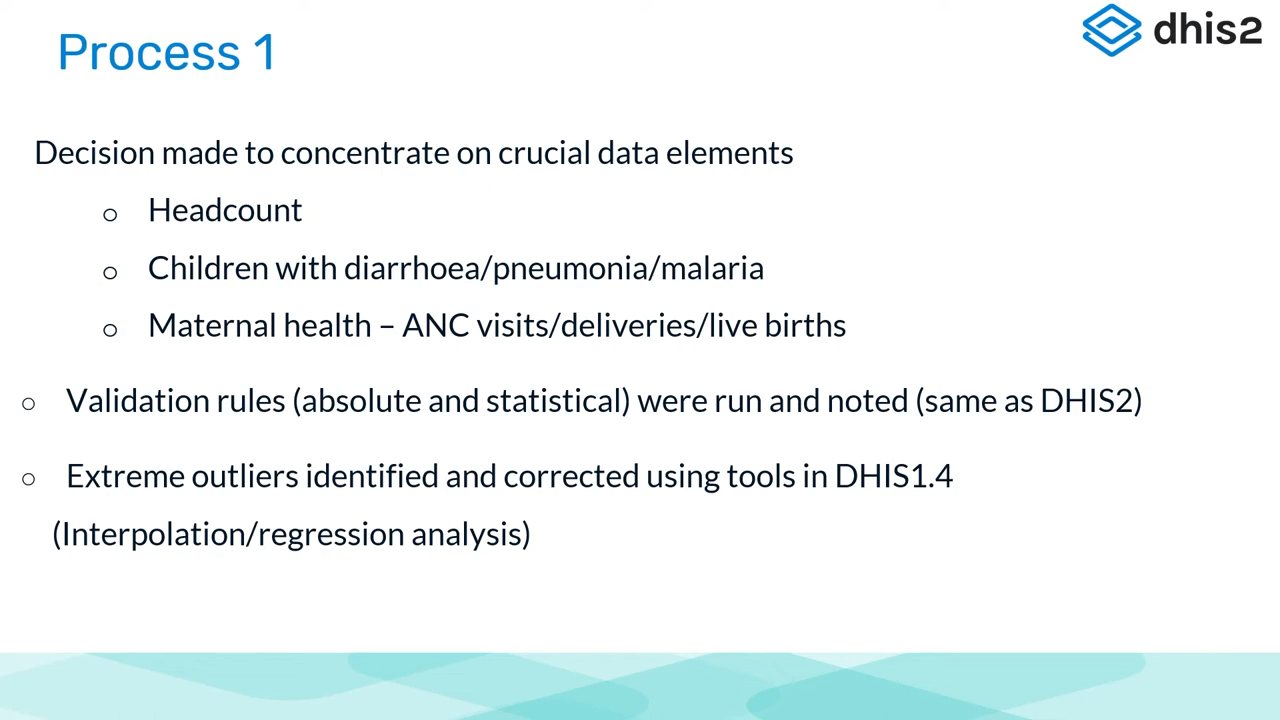 Process 1
dhis2
Decision made to concentrate on crucial data elements
○ Headcount
○ Children with diarrhoea/pneumonia/malaria
○ Maternal health – ANC visits/deliveries/live births
○ Validation rules (absolute and statistical) were run and noted (same as DHIS2)
○ Extreme outliers identified and corrected using tools in DHIS1.4
(Interpolation/regression analysis)